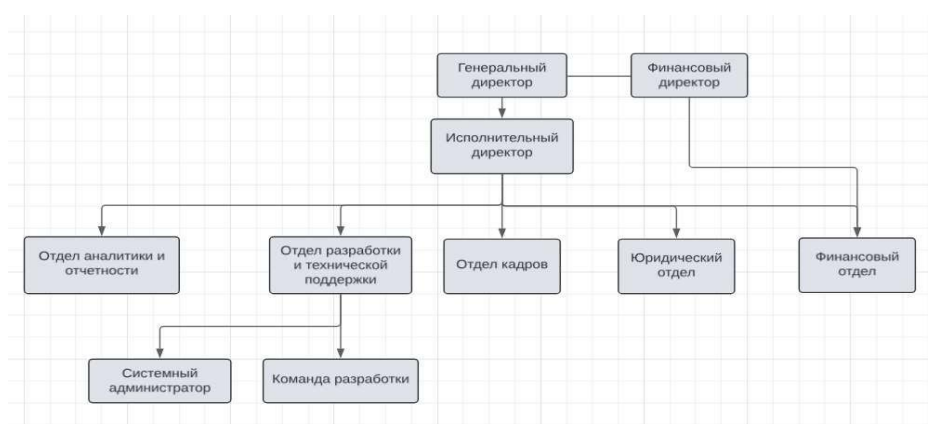 Генеральный
директор
Финансовый
директор
Исполнительный
директор
Отдел аналитики и
отчетности
Отдел разработки
и технической
поддержки
Отдел кадров
Юридический
отдел
Финансовый
отдел
Системный
администратор
Команда разработки